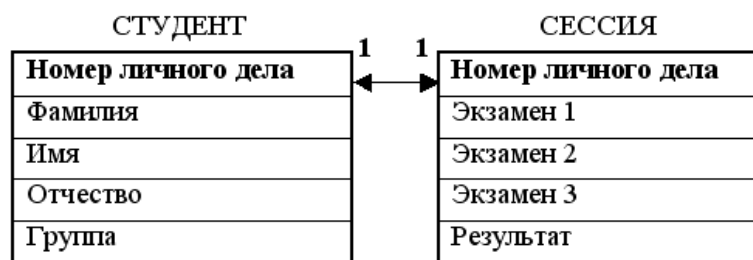 СТУДЕНТ
1 1
СЕССИЯ
Номер личного дела
Фамилия
Имя
Отчество
Группа
Номер личного дела
Экзамен 1
Экзамен 2
Экзамен 3
Результат